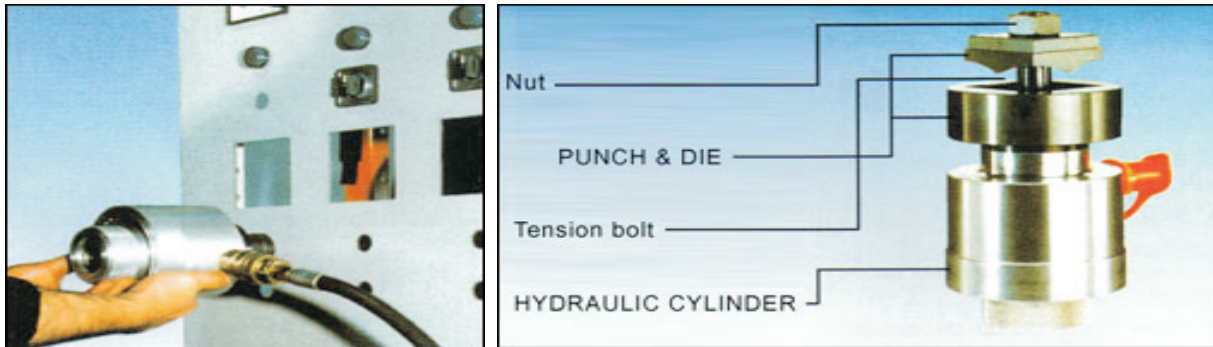 Nut
PUNCH & DIE
Tension bolt
HYDRAULIC CYLINDER